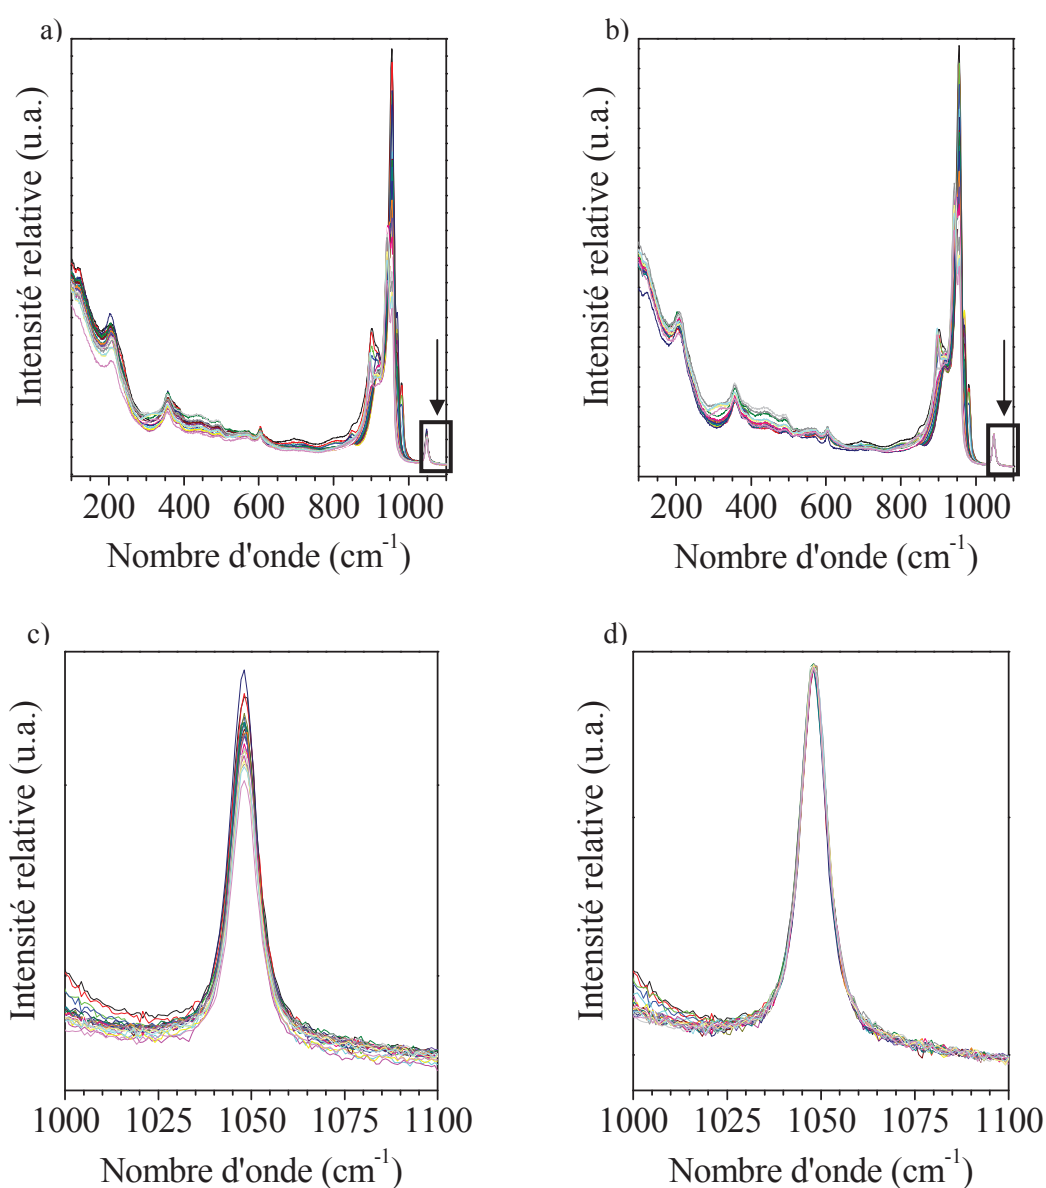 a)
Intensité relative (u.a.)
200 400 600 800 1000
Nombre d'onde (cm-1)
b)
Intensité relative (u.a.)
200 400 600 800 1000
Nombre d'onde (cm-1)
c)
Intensité relative (u.a.)
1000 1025 1050 1075 1100
Nombre d'onde (cm-1)
d)
Intensité relative (u.a.)
1000 1025 1050 1075 1100
Nombre d'onde (cm-1)